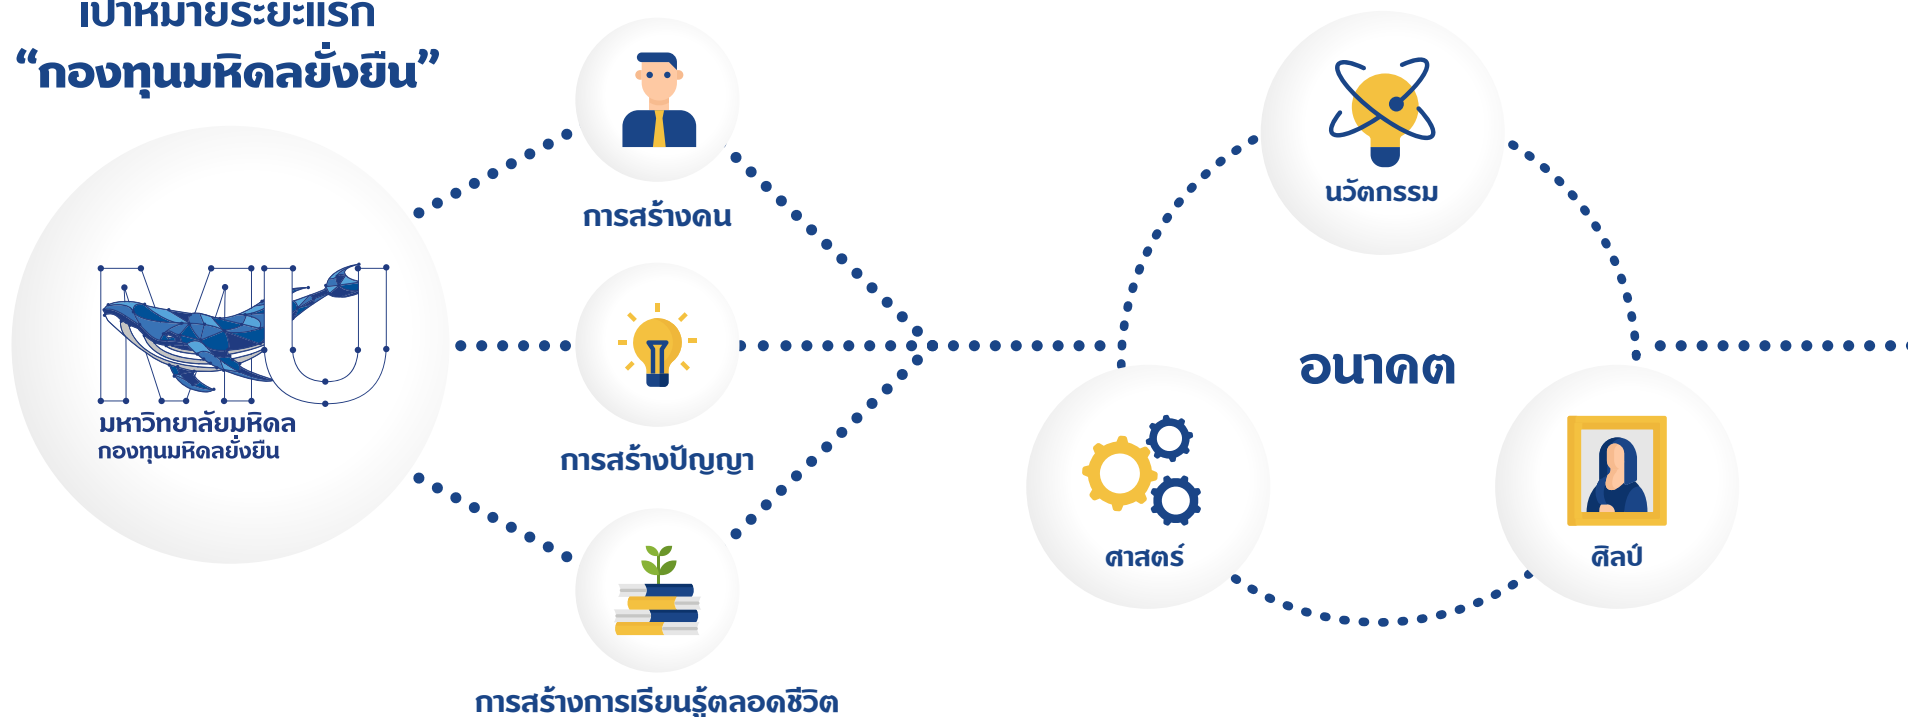 เป้าหมายระยะแรก
“กองทุนมหิดลยั่งยืน”
MU
มหาวิทยาลัยมหิดล
กองทุนมหิดลยั่งยืน
การสร้างคน
การสร้างปัญญา
การสร้างการเรียนรู้ตลอดชีวิต
นวัตกรรม
อนาคต
ศาสตร์
ศิลป์